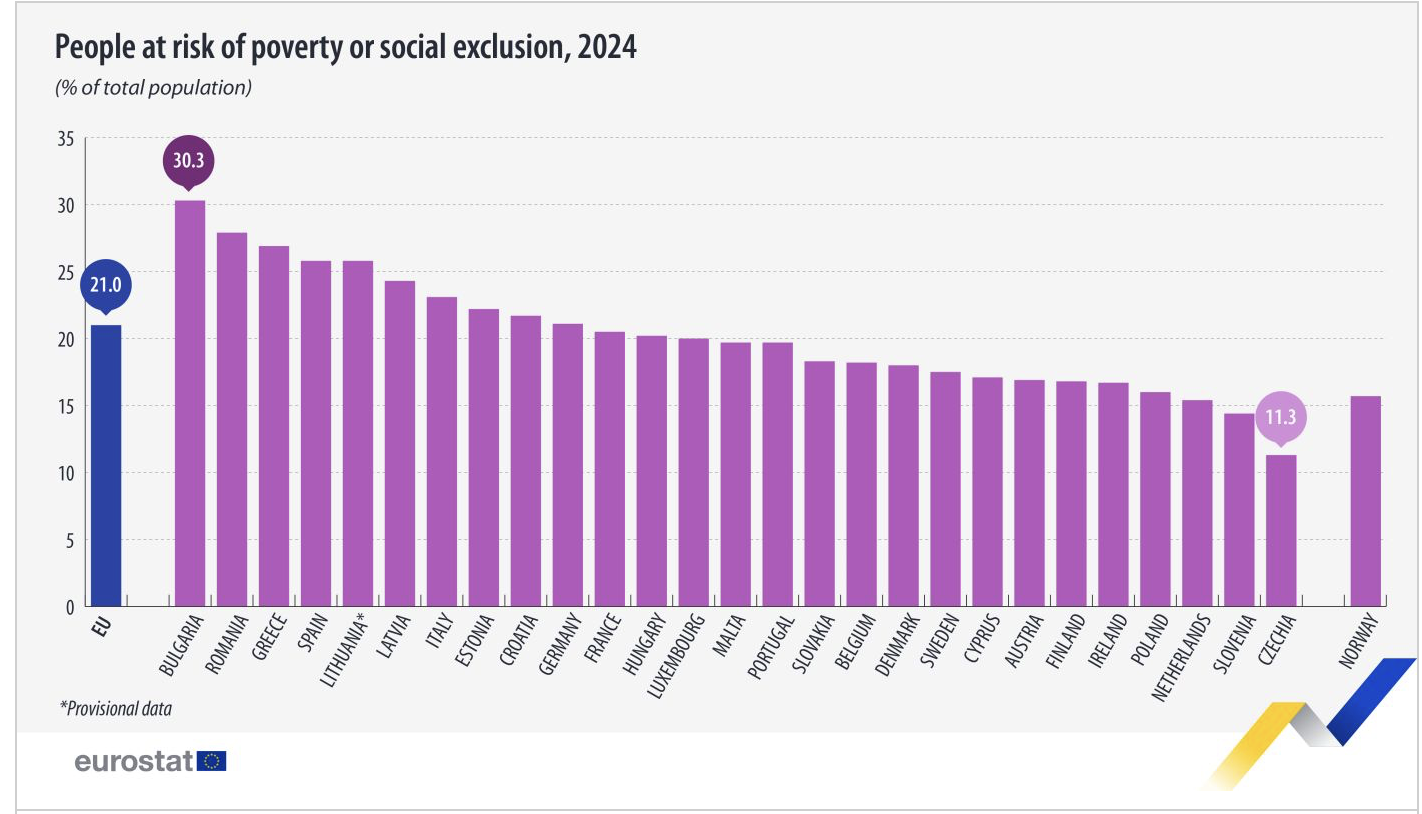 People at risk of poverty or social exclusion, 2024
(% of total population)
35
30
25
20
15
10
5
0
21.0
30.3
11.3
EU
BULGARIA
ROMANIA
GREECE
SPAIN
LITHUANIA*
LATVIA
ITALY
ESTONIA
CROATIA
GERMANY
FRANCE
HUNGARY
LUXEMBOURG
MALTA
PORTUGAL
SLOVAKIA
BELGIUM
DENMARK
SWEDEN
CYPRUS
AUSTRIA
FINLAND
IRELAND
POLAND
NETHERLANDS
SLOVENIA
CZECHIA
NORWAY
*Provisional data
eurostat